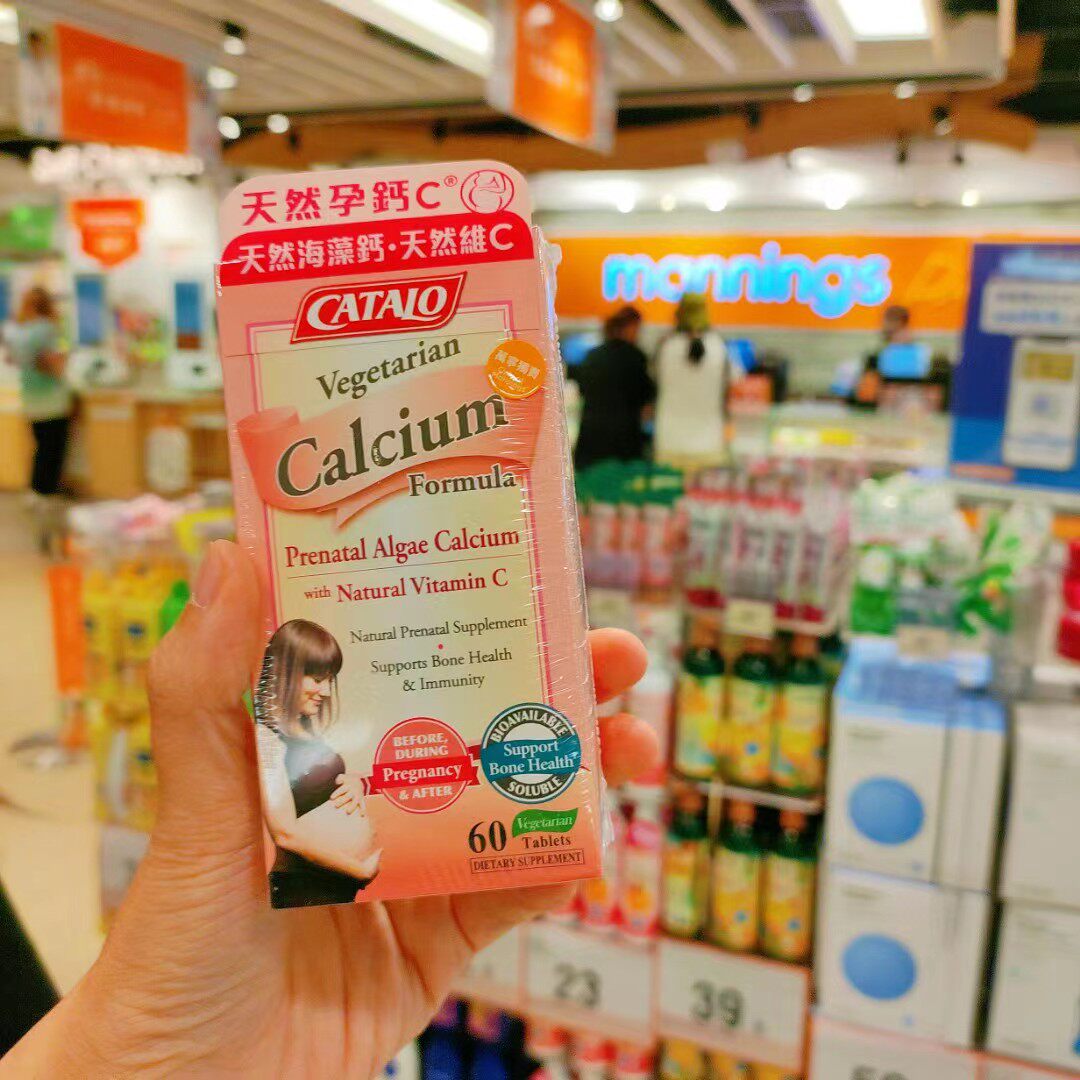 天然孕鈣C®
天然海藻鈣·天然維C
CATALO
Vegetarian
Calcium
Formula
Prenatal Algae Calcium
with Natural Vitamin C
Natural Prenatal Supplement
•
Supports Bone Health
& Immunity
BEFORE,
DURING
Pregnancy
& AFTER
BIOAVAILABLE
Support
Bone Health
SOLUBLE
60
Vegetarian
Tablets
DIETARY SUPPLEMENT
mannings
23
39